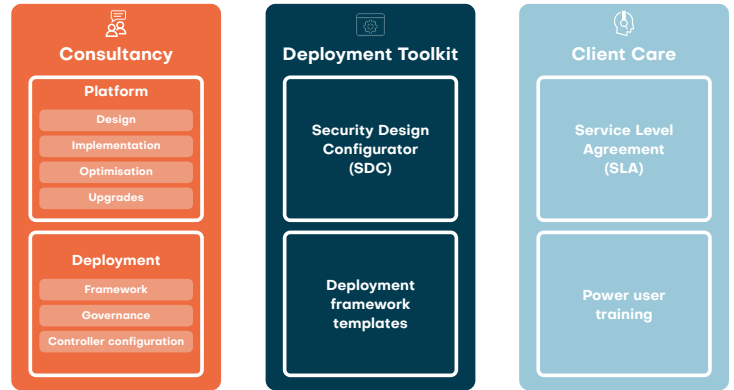 Consultancy
Platform
Design
Implementation
Optimisation
Upgrades
Deployment
Framework
Governance
Controller configuration
Deployment Toolkit
Security Design
Configurator
(SDC)
Deployment
framework
templates
Client Care
Service Level
Agreement
(SLA)
Power user
training